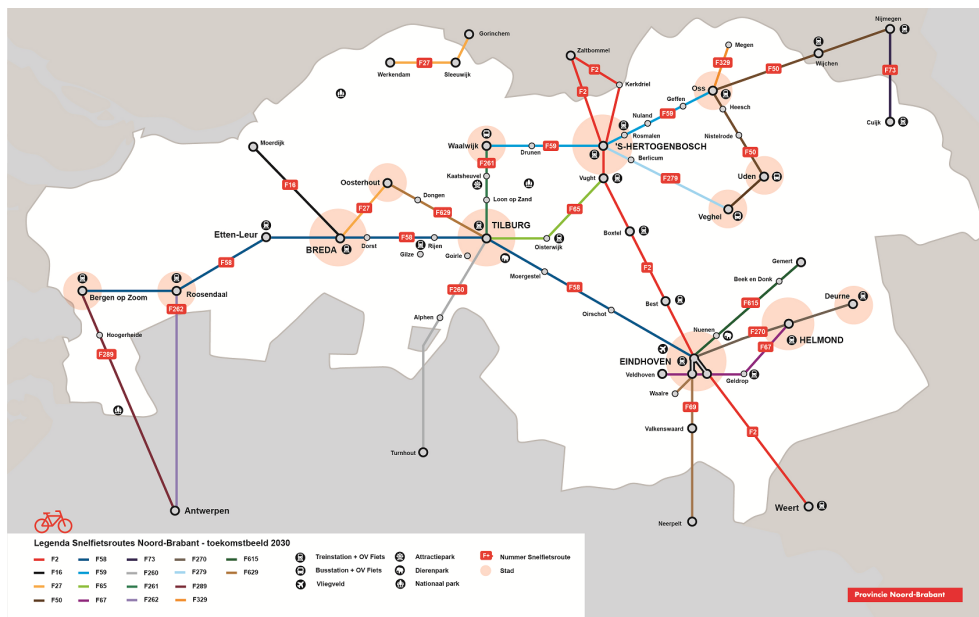 Gorinchem
Nijmegen
Werkendam
F27
Sleeuwijk
Zaltbommel
F2
F2
Kerkdriel
Megen
F329
F50
Wijchen
F73
Oss
Geffen
F59
Heesch
Nuland
Rosmalen
Cuijk
Moerdijk
Waalwijk
Drunen
F59
'S-HERTOGENBOSCH
Nistelrode
F50
Berlicum
F261
Kaatsheuvel
F16
Oosterhout
Vught
F279
Uden
Dongen
Loon op Zand
F27
F629
F65
Veghel
TILBURG
Etten-Leur
BREDA
Dorst
F58
Rijen
Gilze
Goirle
Oisterwijk
Boxtel
F58
Moergestel
F2
Gemert
Beek en Donk
F260
F58
Bergen op Zoom
Roosendaal
F262
Best
F615
Deurne
Oirschot
Alphen
Hoogerheide
Nuenen
F270
HELMOND
F67
F289
EINDHOVEN
Veldhoven
Geldrop
Waalre
F69
Valkenswaard
F2
Turnhout
Antwerpen
Weert
Neerpelt
Legenda Snelfietsroutes Noord-Brabant - toekomstbeeld 2030
F2
F58
F73
F270
F615
Treinstation + OV Fiets
Attractiepark
F+
Nummer Snelfietsroute
F16
F59
F260
F279
F629
Busstation + OV Fiets
Dierenpark
Stad
F27
F65
F261
F289
Vliegveld
Nationaal park
F50
F67
F262
F329
Provincie Noord-Brabant